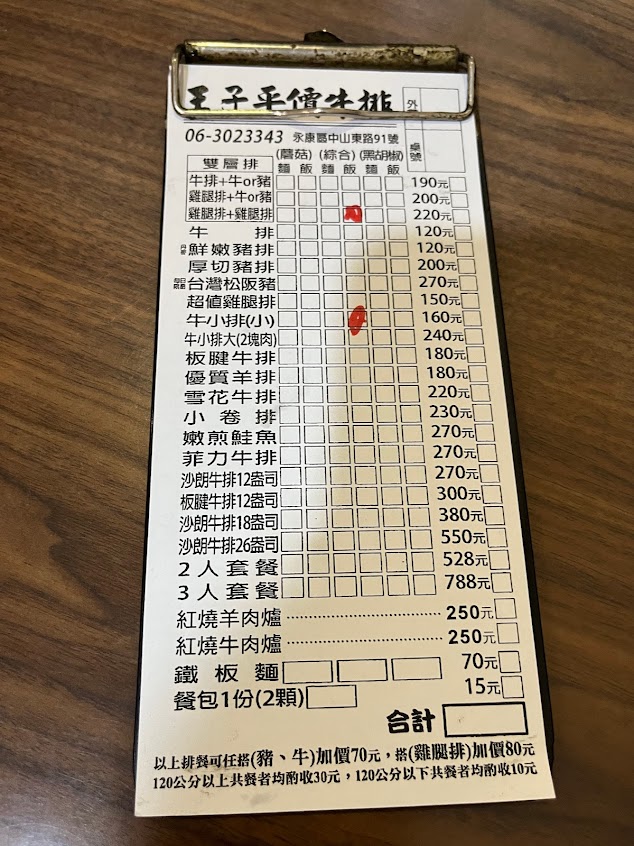 王子平價牛排
外
桌號
06-3023343 永康區中山東路91號
(蘑菇) (綜合) (黑胡椒)
雙層排 麵 飯 麵 飯 麵 飯
牛排+牛or豬 190元
雞腿排+牛or豬 200元
雞腿排+雞腿排 220元
牛排 120元
鮮嫩豬排 120元
厚切豬排 200元
台灣松阪豬 270元
超值雞腿排 150元
牛小排(小) 160元
牛小排大(2塊肉) 240元
板腱牛排 180元
優質羊排 180元
雪花牛排 220元
小卷排 230元
嫩煎鮭魚 270元
菲力牛排 270元
沙朗牛排12盎司 270元
板腱牛排12盎司 300元
沙朗牛排18盎司 380元
沙朗牛排26盎司 550元
2人套餐 528元
3人套餐 788元
紅燒羊肉爐 250元
紅燒牛肉爐 250元
鐵板麵 70元
餐包1份(2顆) 15元
合計
以上排餐可任搭(豬、牛)加價70元，搭(雞腿排)加價80元
120公分以上共餐者均酌收30元，120公分以下共餐者均酌收10元